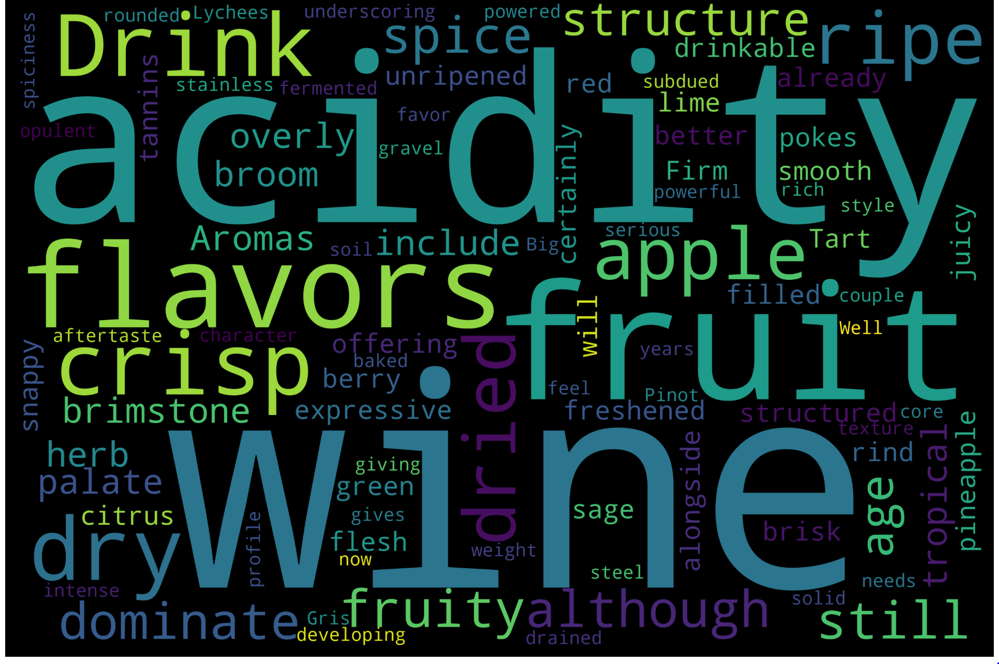 rounded
Lychees
underscoring
powered
structure
Drink
spice
ripe
spiciness
drinkable
tannins
stainless
fermented
unripened
red
subdued
already
lime
acidity
opulent
favor
overly
gravel
certainly
better
pokes
broom
Firm
smooth
powerful
rich
style
juicy
Aromas
soil
include
Big
serious
apple
Tart
flavors
fruit
filled
couple
will
Well
aftertaste
character
offering
dried
years
snappy
crisp
baked
berry
feel
Pinot
brimstone
expressive
freshened
structured
core
texture
wine
herb
giving
alongside
rind
tropical
pineapple
palate
green
age
citrus
profile
gives
sage
dry
flesh
weight
brisk
now
steel
intense
needs
dominate
Gris
fruity
although
solid
still
developing
drained